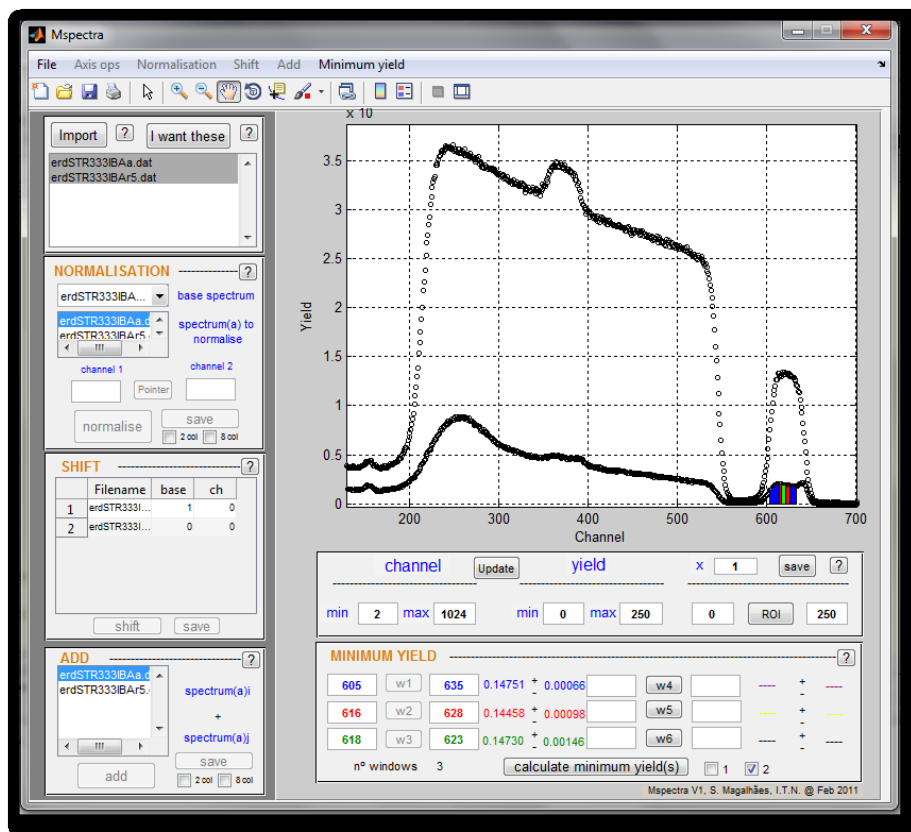 Mspectra
File Axis ops Normalisation Shift Add Minimum yield
Import ? I want these ?
erdSTR333IBAa.dat
erdSTR333IBAr5.dat
NORMALISATION ?
erdSTR333IBA... base spectrum
erdSTR333IBAa.d
erdSTR333IBAr5.
spectrum(a) to
normalise
channel 1 channel 2
Pointer
normalise save
2 col 8 col
SHIFT ?
Filename base ch
1 erdSTR333I... 1 0
2 erdSTR333I... 0 0
shift save
ADD ?
erdSTR333IBAa.d
erdSTR333IBAr5.
spectrum(a)i
+
spectrum(a)j
save
add 2 col 8 col
x 10
3.5
3
2.5
2
1.5
1
0.5
0
Yield
200 300 400 500 600 700
Channel
channel Update yield x 1 save ?
min 2 max 1024 min 0 max 250 0 ROI 250
MINIMUM YIELD ?
605 w1 635 0.14751 + - 0.00066 w4 ---- + - ----
616 w2 628 0.14458 + - 0.00098 w5 ---- + - ----
618 w3 623 0.14730 + - 0.00146 w6 ---- + - ----
nº windows 3 calculate minimum yield(s) 1 2
Mspectra V1, S. Magalhães, I.T.N. @ Feb 2011